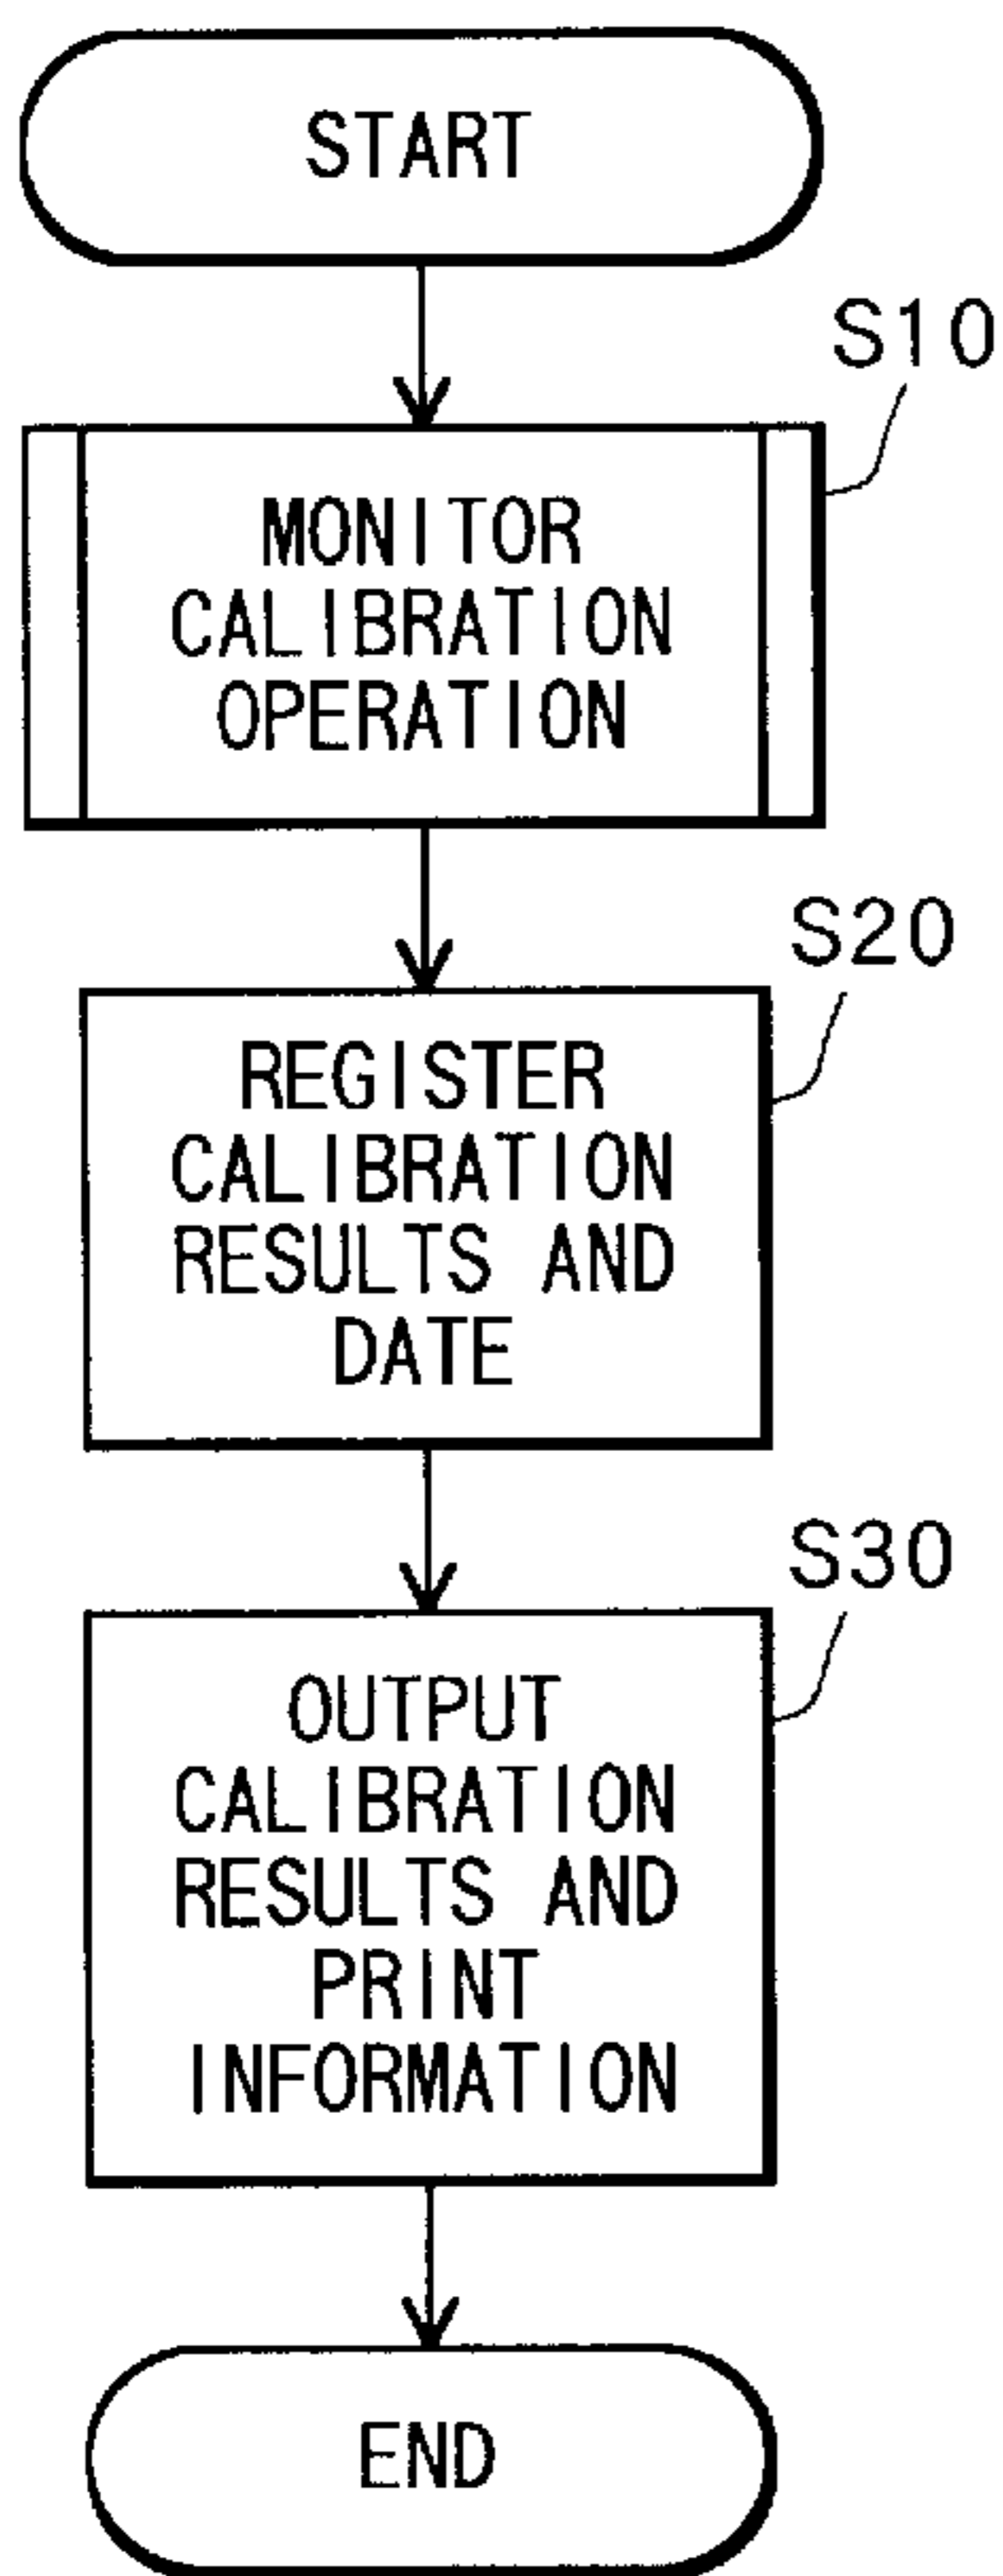 START
S10
MONITOR
CALIBRATION
OPERATION
S20
REGISTER
CALIBRATION
RESULTS AND
DATE
S30
OUTPUT
CALIBRATION
RESULTS AND
PRINT
INFORMATION
END